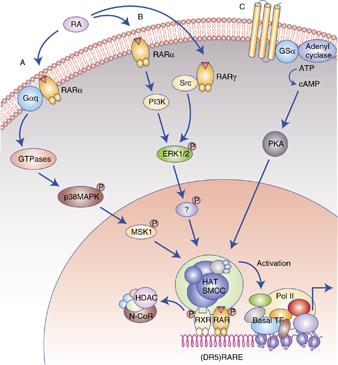 RA
B
C
A
Adenyl
cyclase
GSα
RARα
RARγ
Src
RARα
Gαq
ATP
cAMP
PI3K
GTPases
ERK1/2
P
PKA
p38MAPK
P
?
P
MSK1
P
HAT
SMCC
Activation
HDAC
N-CoR
P
RXR
RAR
P
Pol II
Basal TF
(DR5)RARE